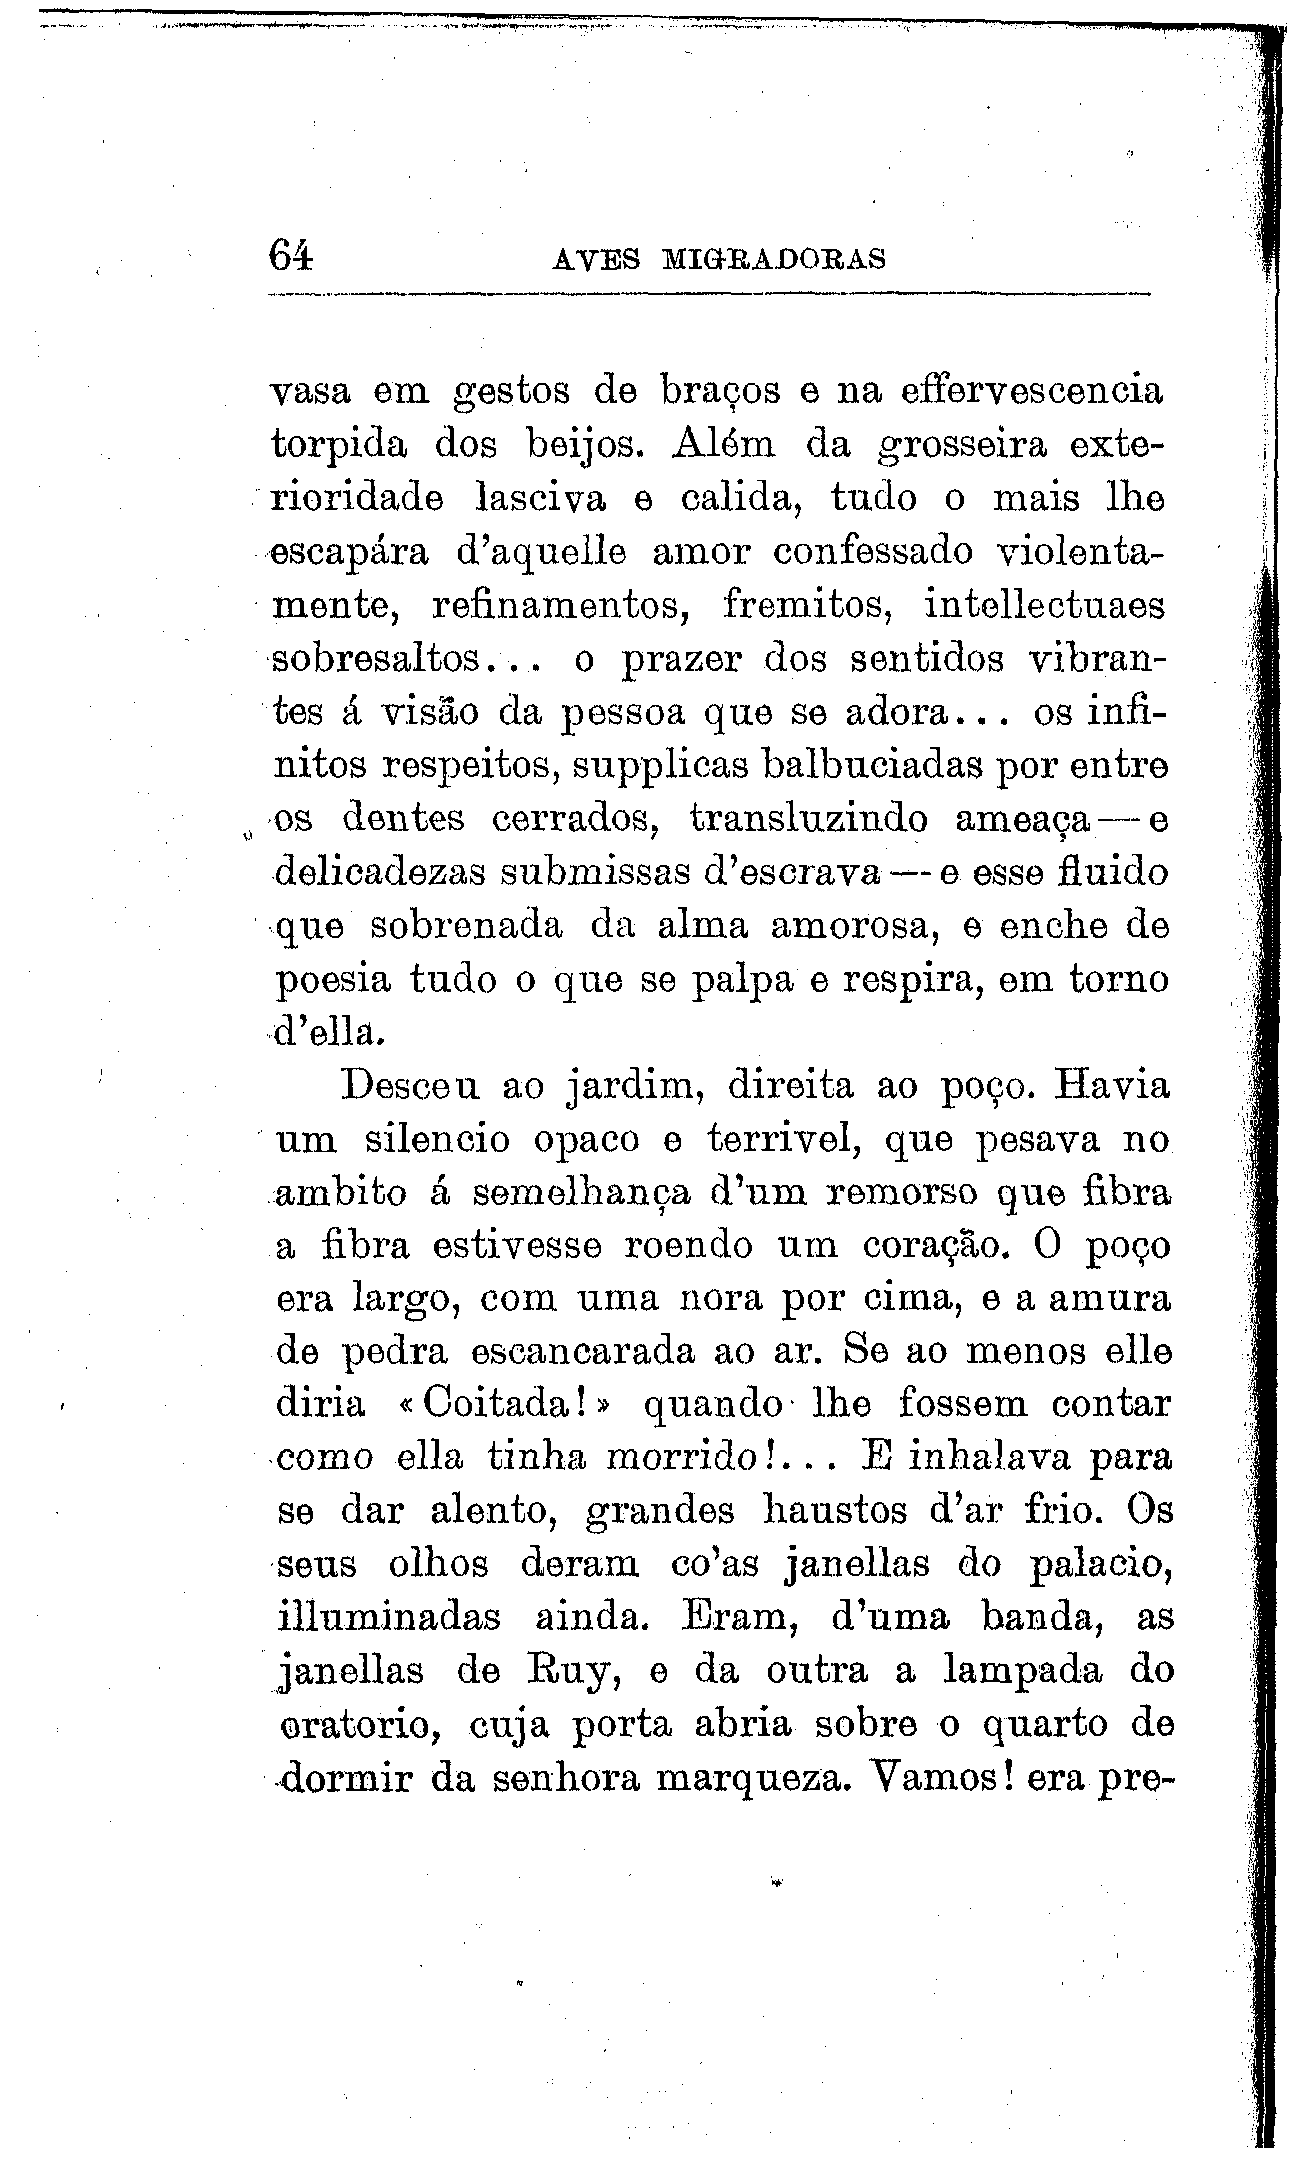 64 AVES MIGRADORAS
vasa em gestos de braços e na effervescencia
torpida dos beijos. Além da grosseira exte-
rioridade lasciva e calida, tudo o mais lhe
escapára d'aquelle amor confessado violenta-
mente, refinamentos, fremitos, intellectuaes
sobresaltos... o prazer dos sentidos vibran-
tes á visão da pessoa que se adora... os infi-
nitos respeitos, supplicas balbuciadas por entre
os dentes cerrados, transluzindo ameaça — e
delicadezas submissas d'escrava — e esse fluido
que sobrenada da alma amorosa, e enche de
poesia tudo o que se palpa e respira, em torno
d'ella.
Desceu ao jardim, direita ao poço. Havia
um silencio opaco e terrivel, que pesava no
ambito á semelhança d'um remorso que fibra
a fibra estivesse roendo um coração. O poço
era largo, com uma nora por cima, e a amura
de pedra escancarada ao ar. Se ao menos elle
diria «Coitada!» quando lhe fossem contar
como ella tinha morrido!... E inhalava para
se dar alento, grandes haustos d'ar frio. Os
seus olhos deram co'as janellas do palacio,
illuminadas ainda. Eram, d'uma banda, as
janellas de Ruy, e da outra a lampada do
oratorio, cuja porta abria sobre o quarto de
dormir da senhora marqueza. Vamos! era pre-